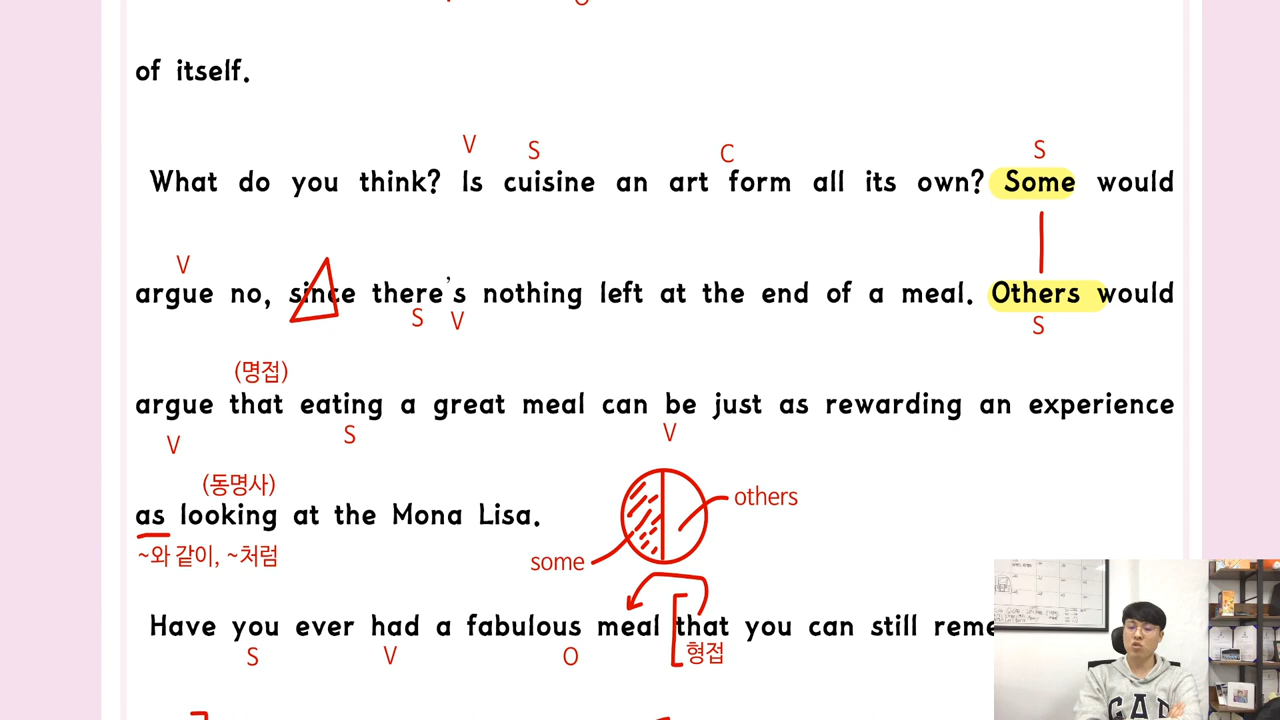 of itself.
V S C S
What do you think? Is cuisine an art form all its own? Some would
V
argue no, since there's nothing left at the end of a meal. Others would
S V S
(명접)
argue that eating a great meal can be just as rewarding an experience
V S V
(동명사)
as looking at the Mona Lisa.
~와 같이, ~처럼
others
some
Have you ever had a fabulous meal that you can still
S V O 형접
GAP